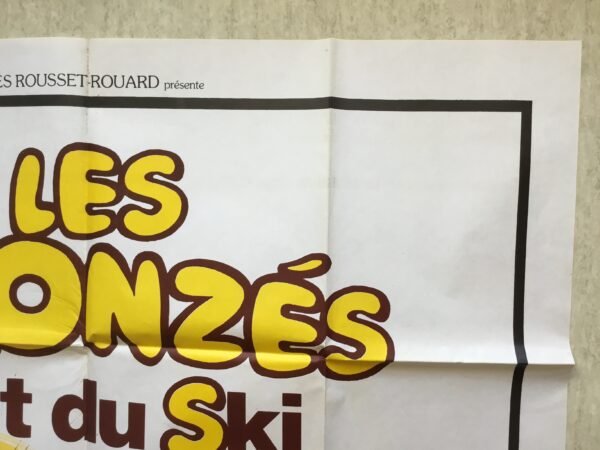 ES ROUSSET-ROUARD présente
LES
ONZÉS
t du Ski